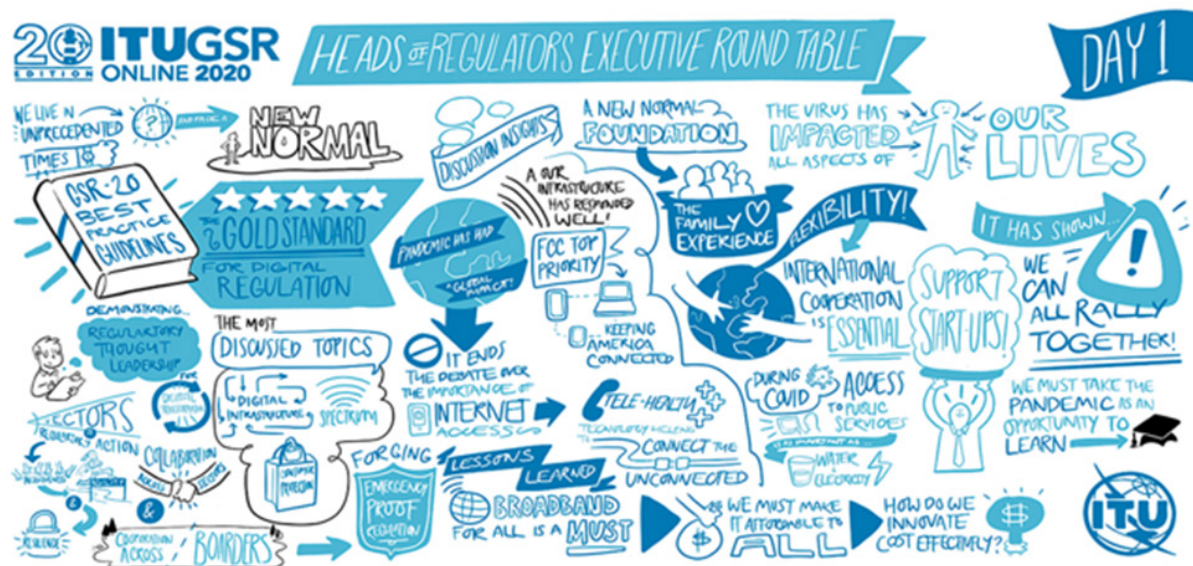 20
EDITION
ITUGSR
ONLINE 2020
HEADS OF REGULATORS EXECUTIVE ROUND TABLE
DAY 1
WE LIVE IN
UNPRECEDENTED
TIMES
NEW
NORMAL
GSR-20
BEST
PRACTICE
GUIDELINES
THE
GOLD STANDARD
FOR DIGITAL
REGULATION
DEMONSTRATING...
THOUGHT
LEADERSHIP
FOR
ACTION
COLLABORATION
ACROSS
SECTORS
&
&
RESILIENCE
ACROSS
BOARDERS
THE MOST
DISCUSSED TOPICS
DIGITAL
INFRASTRUCTURE
SPECTRUM
CONSUMER
PROTECTION
DISCUSSION INSIGHTS
PANDEMIC HAS HAD
A GLOBAL
IMPACT!
IT ENDS
THE DEBATE OVER
THE IMPORTANCE OF
INTERNET
ACCESS
A OUR
INFRASTRUCTURE
HAS RESPONDED
WELL!
FCC TOP
PRIORITY
KEEPING
AMERICA
CONNECTED
TELE-HEALTH
CONNECT THE
UNCONNECTED
A NEW NORMAL
FOUNDATION
THE
FAMILY
EXPERIENCE
FLEXIBILITY!
INTERNATIONAL
COOPERATION
IS ESSENTIAL
DURING
COVID
ACCESS
TO PUBLIC
SERVICES
WATER
&
ELECTRICITY
THE VIRUS HAS
IMPACTED
ALL ASPECTS OF
OUR
LIVES
SUPPORT
START-UPS!
IT HAS SHOWN...
!
WE
CAN
ALL RALLY
TOGETHER!
WE MUST TAKE THE
PANDEMIC AS AN
OPPORTUNITY TO
LEARN
FORGING
EMERGENCY
PROOF
REGULATION
LESSONS
LEARNED
BROADBAND
FOR ALL IS A MUST
$
WE MUST MAKE
IT AFFORDABLE TO
ALL
HOW DO WE
INNOVATE
COST EFFECTIVELY?
$
ITU